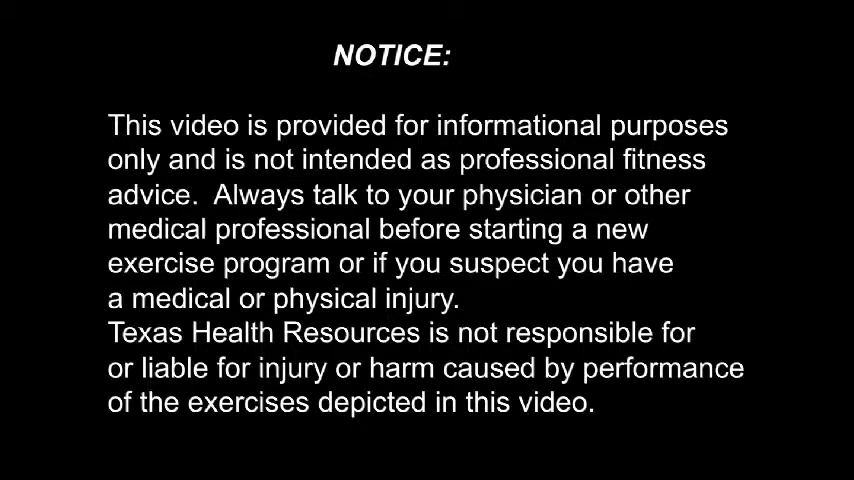 NOTICE:
This video is provided for informational purposes
only and is not intended as professional fitness
advice.  Always talk to your physician or other
medical professional before starting a new
exercise program or if you suspect you have
a medical or physical injury.
Texas Health Resources is not responsible for
or liable for injury or harm caused by performance
of the exercises depicted in this video.